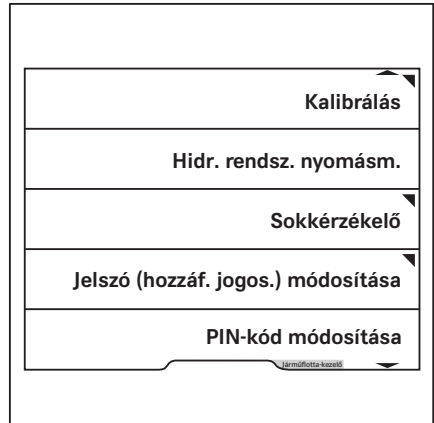 Kalibrálás
Hidr. rendsz. nyomásm.
Sokkérzékelő
Jelszó (hozzáf. jogos.) módosítása
PIN-kód módosítása
Járműflotta-kezelő